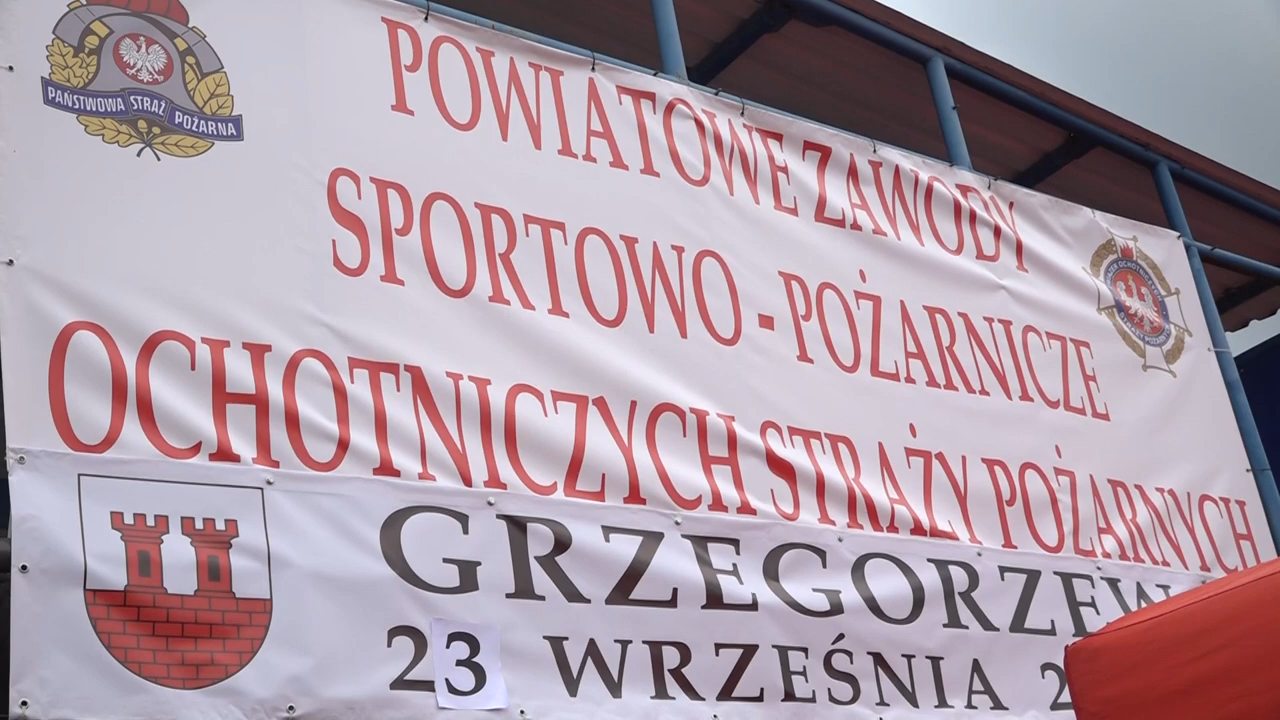 PAŃSTWOWA STRAŻ POŻARNA
POWIATOWE ZAWODY
SPORTOWO - POŻARNICZE
OCHOTNICZYCH STRAŻY POŻARNYCH
GRZEGORZEW
23 WRZEŚNIA 2